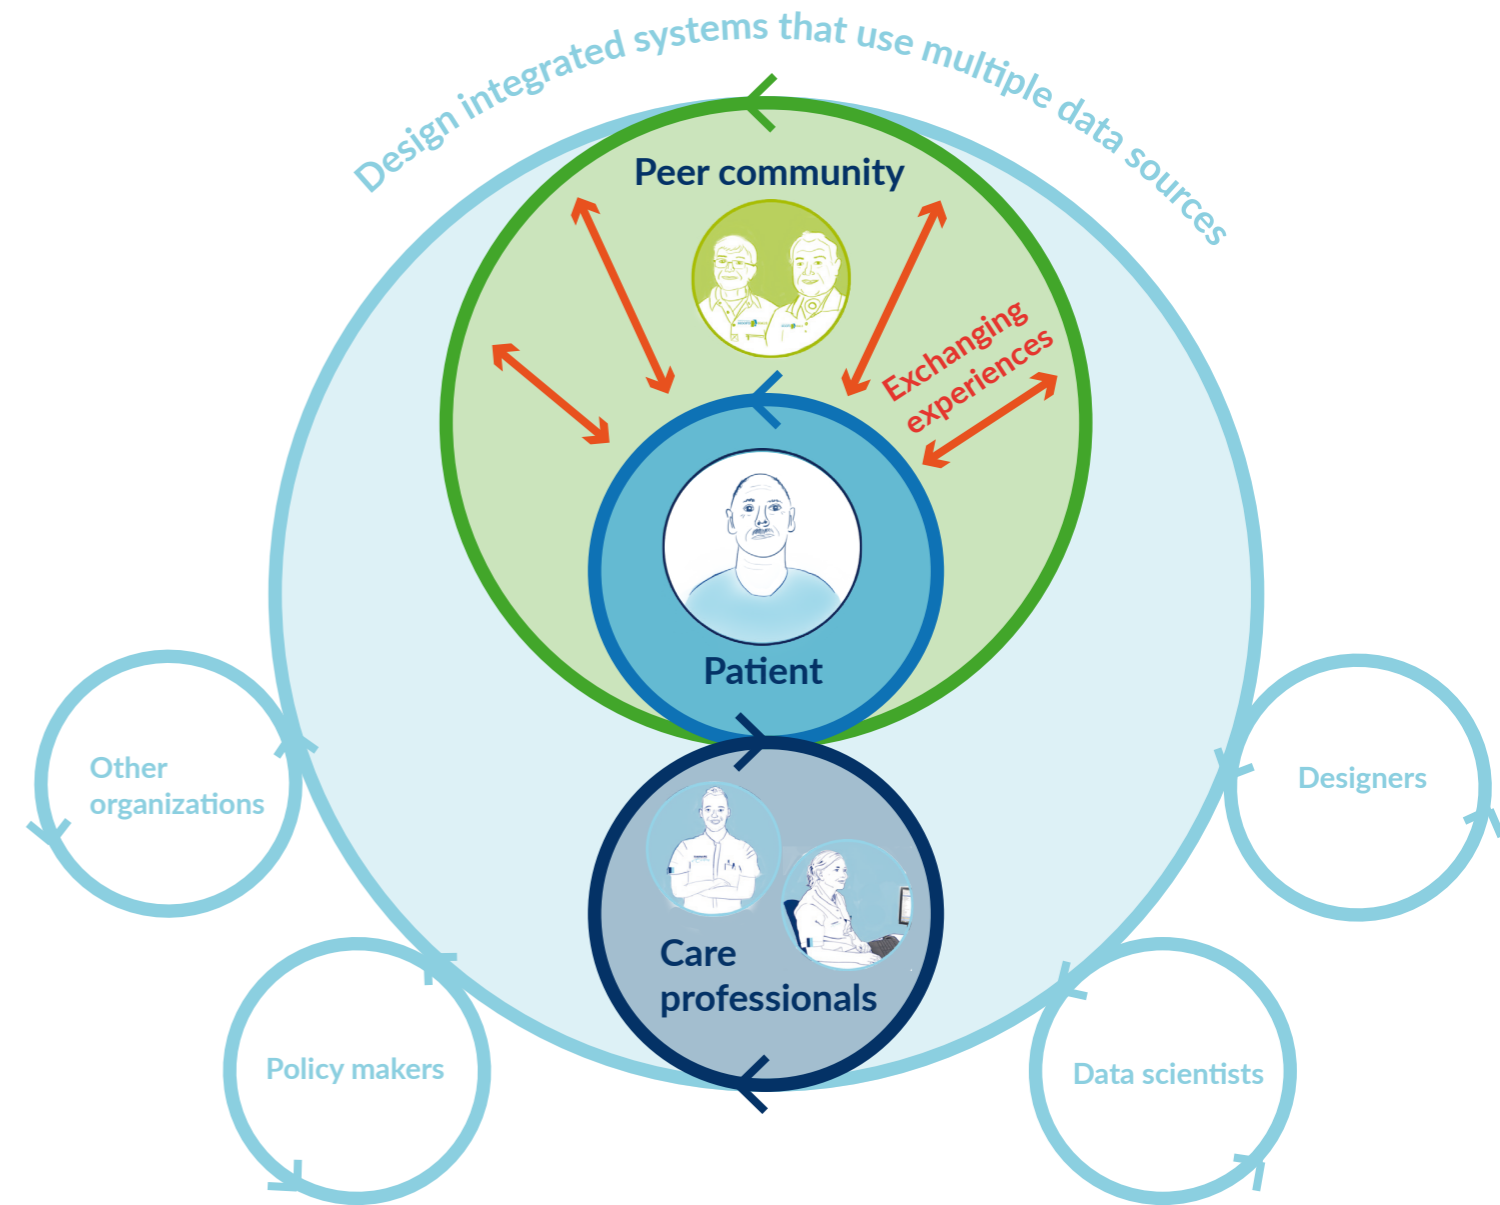 Design integrated systems that use multiple data sources
Peer community
Exchanging
experiences
Patient
Other
organizations
Designers
Care
professionals
Policy makers
Data scientists